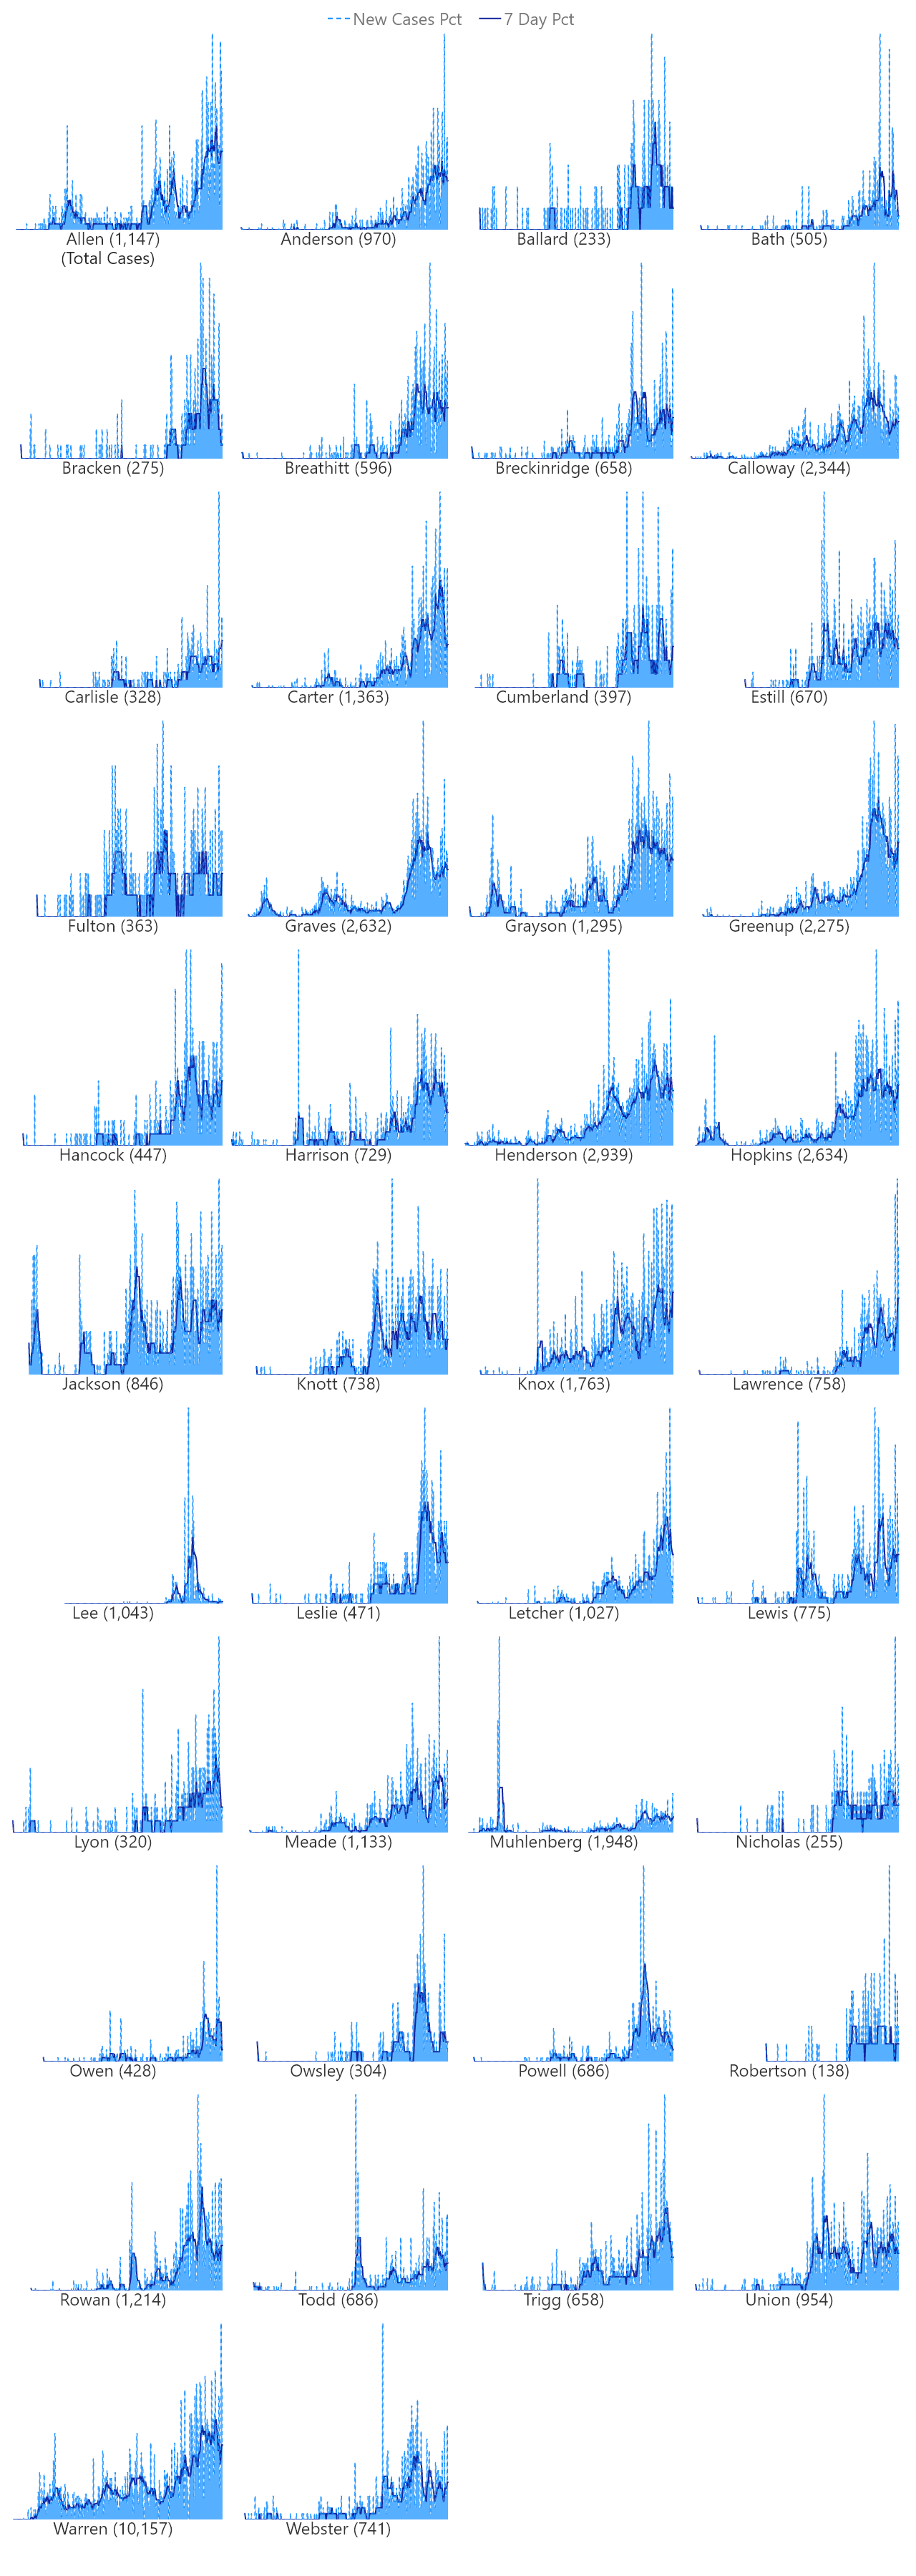 New Cases Pct 7 Day Pct
Allen (1,147) Anderson (970) Ballard (233) Bath (505)
(Total Cases)
Bracken (275) Breathitt (596) Breckinridge (658) Calloway (2,344)
Carlisle (328) Carter (1,363) Cumberland (397) Estill (670)
Fulton (363) Graves (2,632) Grayson (1,295) Greenup (2,275)
Hancock (447) Harrison (729) Henderson (2,939) Hopkins (2,634)
Jackson (846) Knott (738) Knox (1,763) Lawrence (758)
Lee (1,043) Leslie (471) Letcher (1,027) Lewis (775)
Lyon (320) Meade (1,133) Muhlenberg (1,948) Nicholas (255)
Owen (428) Owsley (304) Powell (686) Robertson (138)
Rowan (1,214) Todd (686) Trigg (658) Union (954)
Warren (10,157) Webster (741)